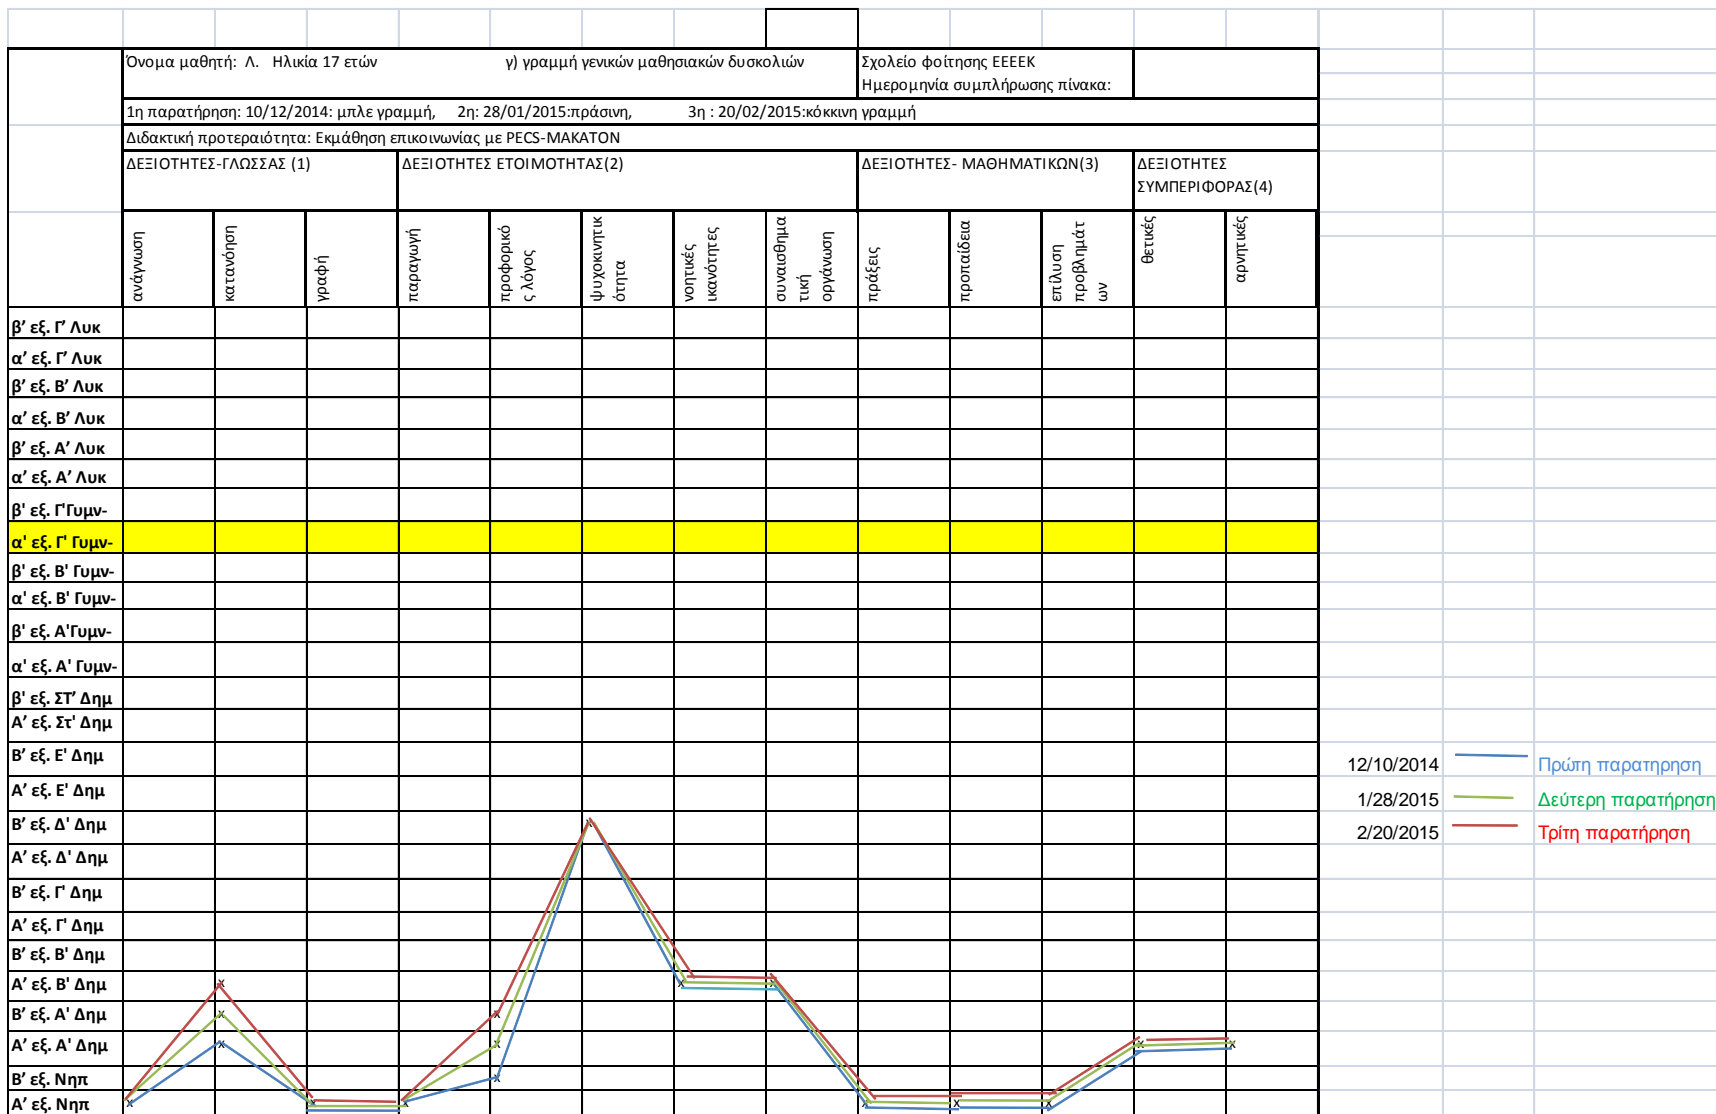 Όνομα μαθητή: Λ. Ηλικία 17 ετών γ) γραμμή γενικών μαθησιακών δυσκολιών
Σχολείο φοίτησης ΕΕΕΕΚ
Ημερομηνία συμπλήρωσης πίνακα:
1η παρατήρηση: 10/12/2014: μπλε γραμμή, 2η: 28/01/2015:πράσινη, 3η : 20/02/2015:κόκκινη γραμμή
Διδακτική προτεραιότητα: Εκμάθηση επικοινωνίας με PECS-MAKATON
ΔΕΞΙΟΤΗΤΕΣ-ΓΛΩΣΣΑΣ (1)
ΔΕΞΙΟΤΗΤΕΣ ΕΤΟΙΜΟΤΗΤΑΣ(2)
ΔΕΞΙΟΤΗΤΕΣ- ΜΑΘΗΜΑΤΙΚΩΝ(3)
ΔΕΞΙΟΤΗΤΕΣ
ΣΥΜΠΕΡΙΦΟΡΑΣ(4)
ανάγνωση
κατανόηση
γραφή
παραγωγή
προφορικό
ς λόγος
ψυχοκινητικ
ότητα
νοητικές
ικανότητες
συναισθημα
τική
οργάνωση
πράξεις
προπαίδεια
επίλυση
προβλημάτ
ων
θετικές
αρνητικές
β’ εξ. Γ’ Λυκ
α’ εξ. Γ’ Λυκ
β’ εξ. Β’ Λυκ
α’ εξ. Β’ Λυκ
β’ εξ. Α’ Λυκ
α’ εξ. Α’ Λυκ
β' εξ. Γ'Γυμν-
α' εξ. Γ' Γυμν-
β' εξ. Β' Γυμν-
α' εξ. Β' Γυμν-
β' εξ. Α'Γυμν-
α' εξ. Α' Γυμν-
β' εξ. ΣΤ’ Δημ
Α’ εξ. Στ' Δημ
Β’ εξ. Ε' Δημ
Α’ εξ. Ε' Δημ
Β’ εξ. Δ' Δημ
Α’ εξ. Δ' Δημ
Β’ εξ. Γ' Δημ
Α’ εξ. Γ' Δημ
Β’ εξ. Β' Δημ
Α’ εξ. Β' Δημ
Β’ εξ. Α' Δημ
Α’ εξ. Α' Δημ
Β’ εξ. Νηπ
Α’ εξ. Νηπ
12/10/2014 Πρώτη παρατηρηση
1/28/2015 Δεύτερη παρατήρηση
2/20/2015 Τρίτη παρατήρηση